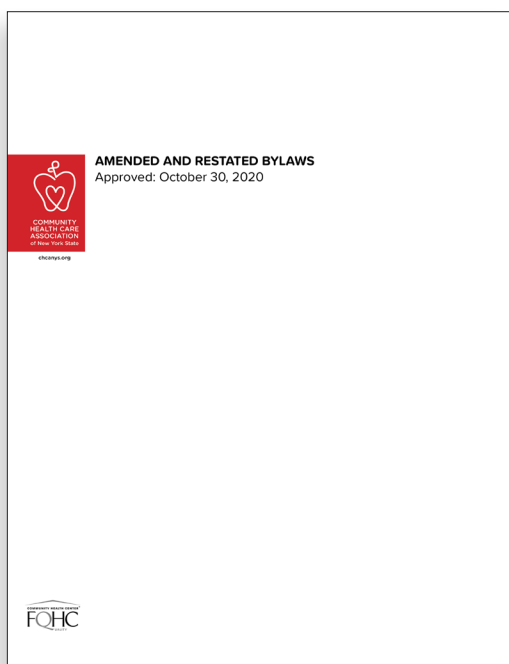 AMENDED AND RESTATED BYLAWS
Approved: October 30, 2020
COMMUNITY
HEALTH CARE
ASSOCIATION
of New York State
chcanys.org
COMMUNITY HEALTH CENTER
FQHC